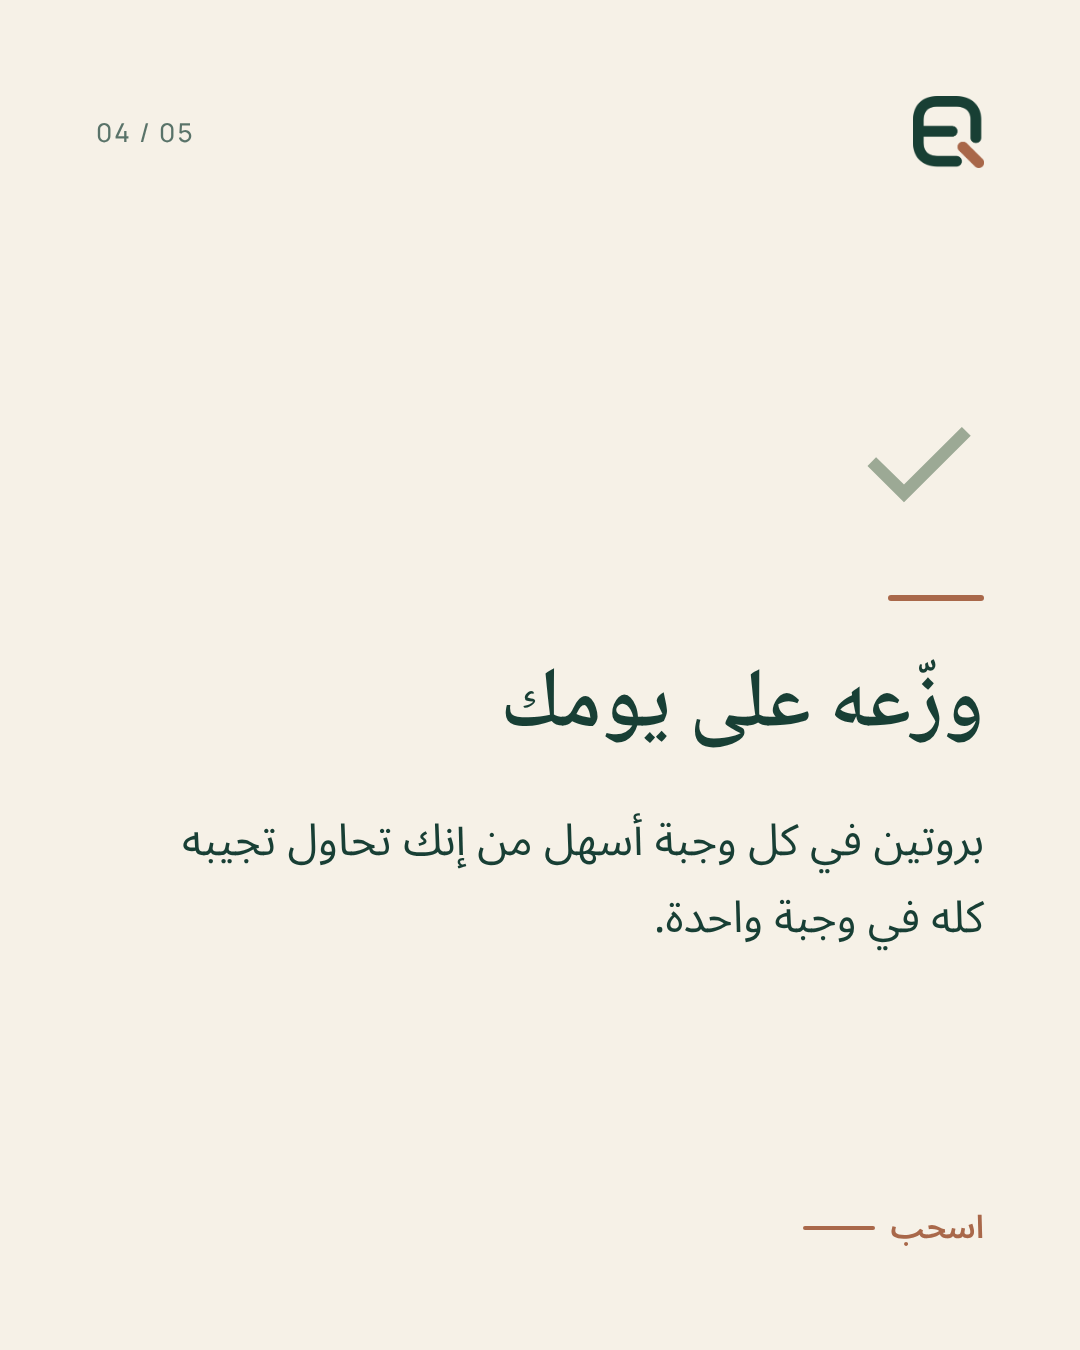 04 / 05
وزّعه على يومك
بروتين في كل وجبة أسهل من إنك تحاول تجيبه
كله في وجبة واحدة.
اسحب